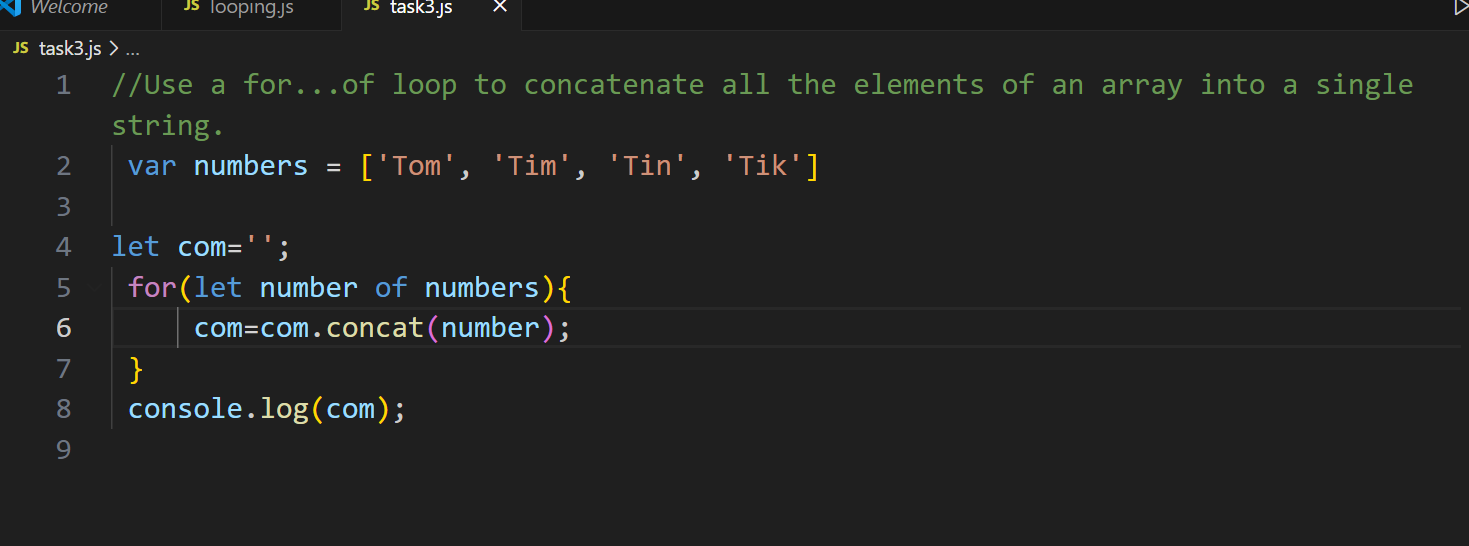 Welcome JS looping.js JS task3.js ×
JS task3.js > ...
1 //Use a for...of loop to concatenate all the elements of an array into a single
string.
2 var numbers = ['Tom', 'Tim', 'Tin', 'Tik']
3
4 let com='';
5 for(let number of numbers){
6 com=com.concat(number);
7 }
8 console.log(com);
9